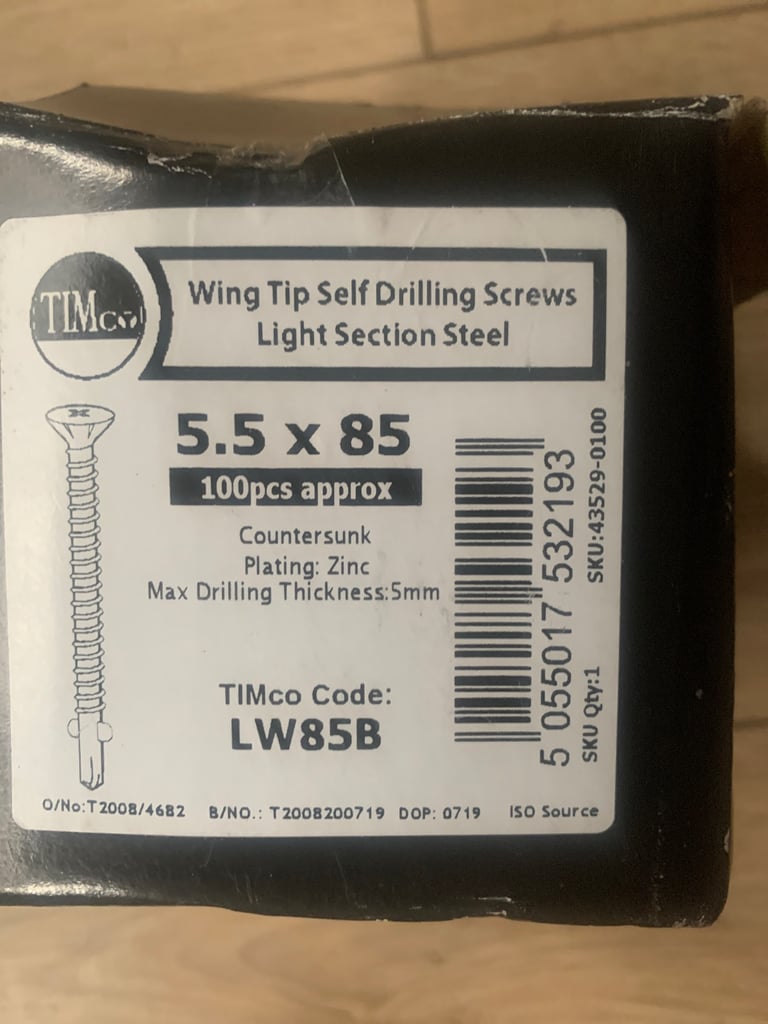 TIMco
Wing Tip Self Drilling Screws
Light Section Steel
5.5 x 85
100pcs approx
Countersunk
Plating: Zinc
Max Drilling Thickness:5mm
TIMco Code:
LW85B
5 055017 532193
SKU:43529-0100
SKU Qty:1
O/No:T2008/4682 B/NO.: T2008200719 DOP: 0719 ISO Source